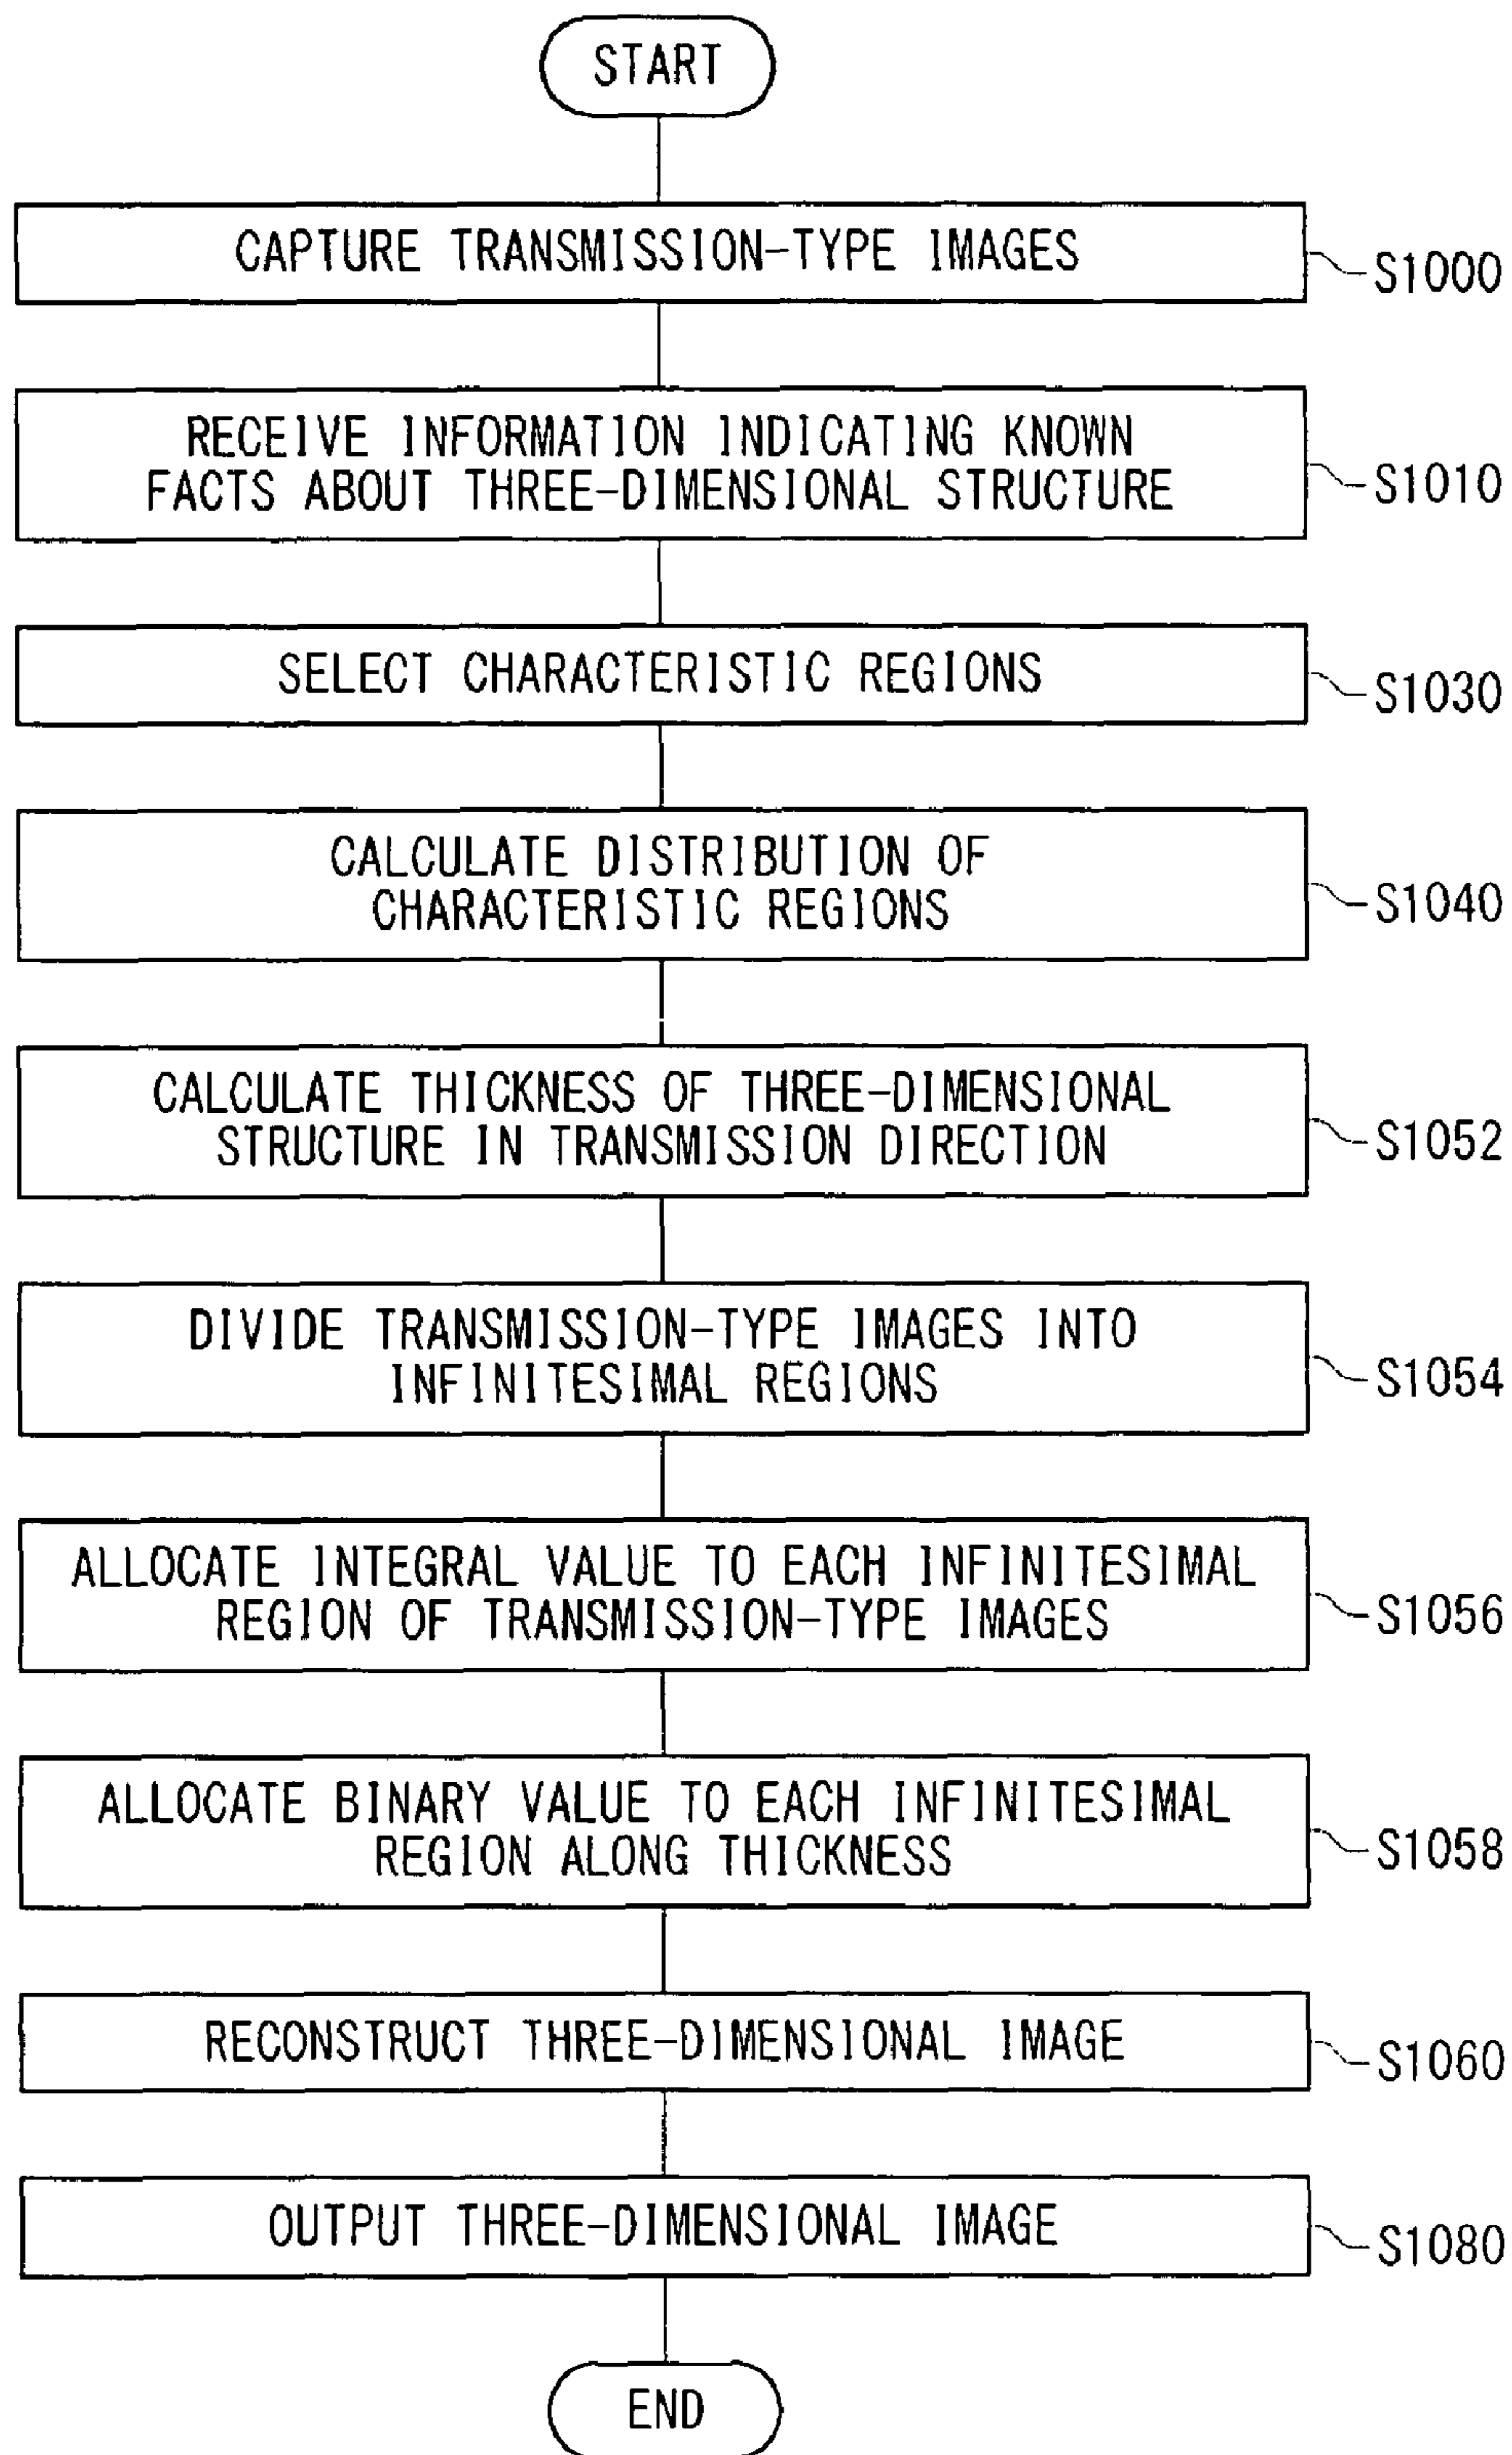 START
CAPTURE TRANSMISSION-TYPE IMAGES
S1000
RECEIVE INFORMATION INDICATING KNOWN
FACTS ABOUT THREE-DIMENSIONAL STRUCTURE
S1010
SELECT CHARACTERISTIC REGIONS
S1030
CALCULATE DISTRIBUTION OF
CHARACTERISTIC REGIONS
S1040
CALCULATE THICKNESS OF THREE-DIMENSIONAL
STRUCTURE IN TRANSMISSION DIRECTION
S1052
DIVIDE TRANSMISSION-TYPE IMAGES INTO
INFINITESIMAL REGIONS
S1054
ALLOCATE INTEGRAL VALUE TO EACH INFINITESIMAL
REGION OF TRANSMISSION-TYPE IMAGES
S1056
ALLOCATE BINARY VALUE TO EACH INFINITESIMAL
REGION ALONG THICKNESS
S1058
RECONSTRUCT THREE-DIMENSIONAL IMAGE
S1060
OUTPUT THREE-DIMENSIONAL IMAGE
S1080
END